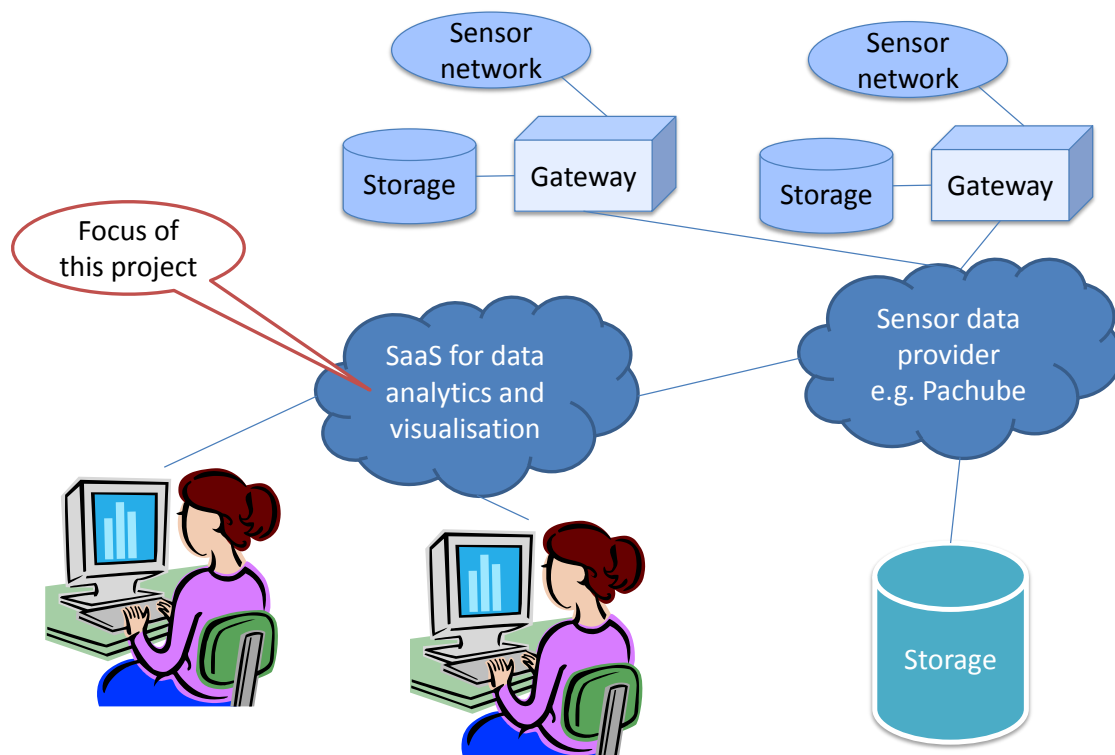 Sensor
network
Sensor
network
Storage
Gateway
Storage
Gateway
Focus of
this project
SaaS for data
analytics and
visualisation
Sensor data
provider
e.g. Pachube
Storage